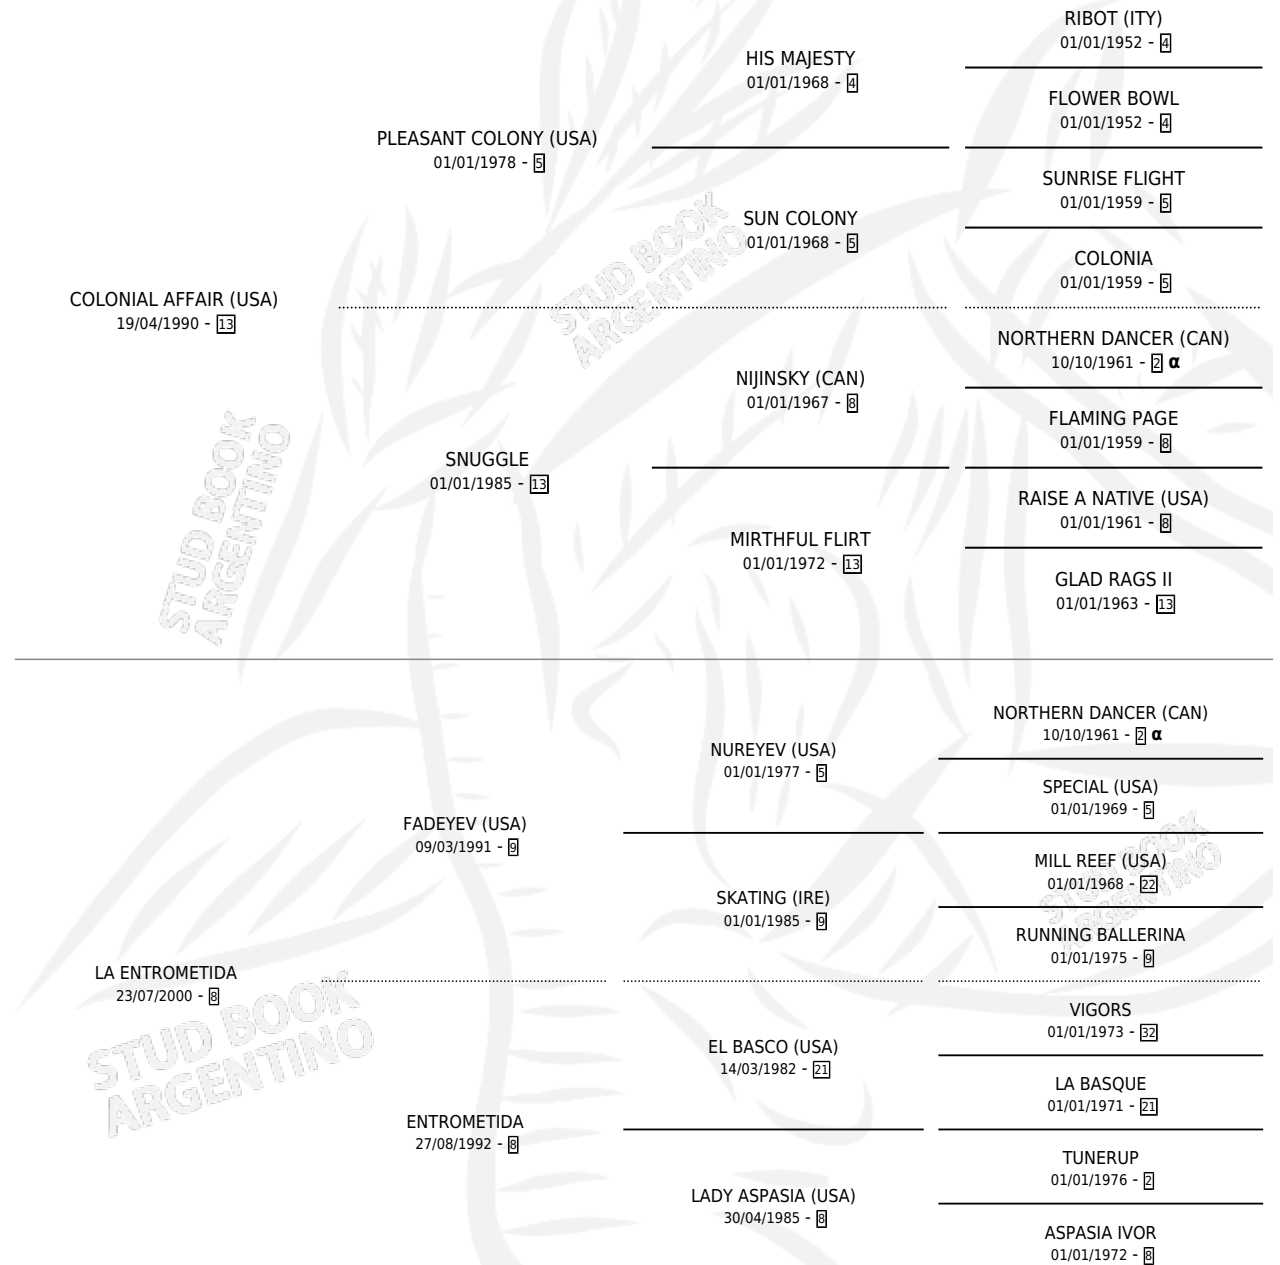 RIBOT (ITY)
01/01/1952 - 4
HIS MAJESTY
01/01/1968 - 4
FLOWER BOWL
01/01/1952 - 4
PLEASANT COLONY (USA)
01/01/1978 - 5
SUNRISE FLIGHT
01/01/1959 - 5
SUN COLONY
01/01/1968 - 5
COLONIA
01/01/1959 - 5
STUD BOOK
ARGENTINO
COLONIAL AFFAIR (USA)
19/04/1990 - 13
NORTHERN DANCER (CAN)
10/10/1961 - 2 α
NIJINSKY (CAN)
01/01/1967 - 8
FLAMING PAGE
01/01/1959 - 8
SNUGGLE
01/01/1985 - 13
RAISE A NATIVE (USA)
01/01/1961 - 8
MIRTHFUL FLIRT
01/01/1972 - 13
GLAD RAGS II
01/01/1963 - 13
STUD BOOK
ARGENTINO
NORTHERN DANCER (CAN)
10/10/1961 - 2 α
NUREYEV (USA)
01/01/1977 - 5
SPECIAL (USA)
01/01/1969 - 5
FADEYEV (USA)
09/03/1991 - 9
MILL REEF (USA)
01/01/1968 - 22
SKATING (IRE)
01/01/1985 - 9
RUNNING BALLERINA
01/01/1975 - 9
STUD BOOK
ARGENTINO
LA ENTROMETIDA
23/07/2000 - 8
VIGORS
01/01/1973 - 32
EL BASCO (USA)
14/03/1982 - 21
LA BASQUE
01/01/1971 - 21
ENTROMETIDA
27/08/1992 - 8
TUNERUP
01/01/1976 - 2
LADY ASPASIA (USA)
30/04/1985 - 8
ASPASIA IVOR
01/01/1972 - 8
STUD BOOK
ARGENTINO